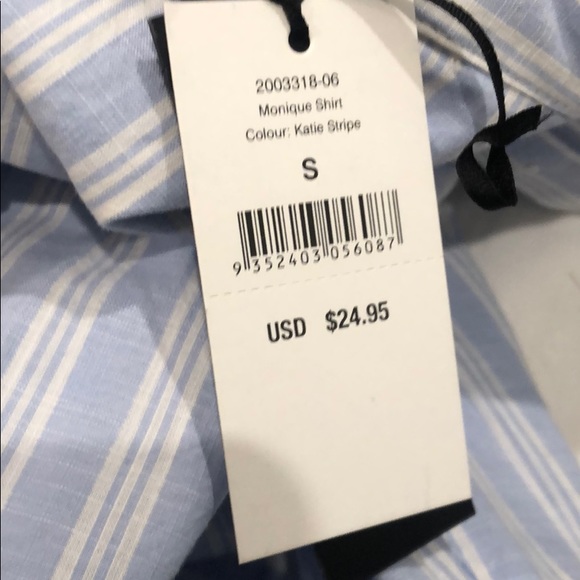 2003318-06
Monique Shirt
Colour: Katie Stripe
S
9 352403 056087
USD $24.95